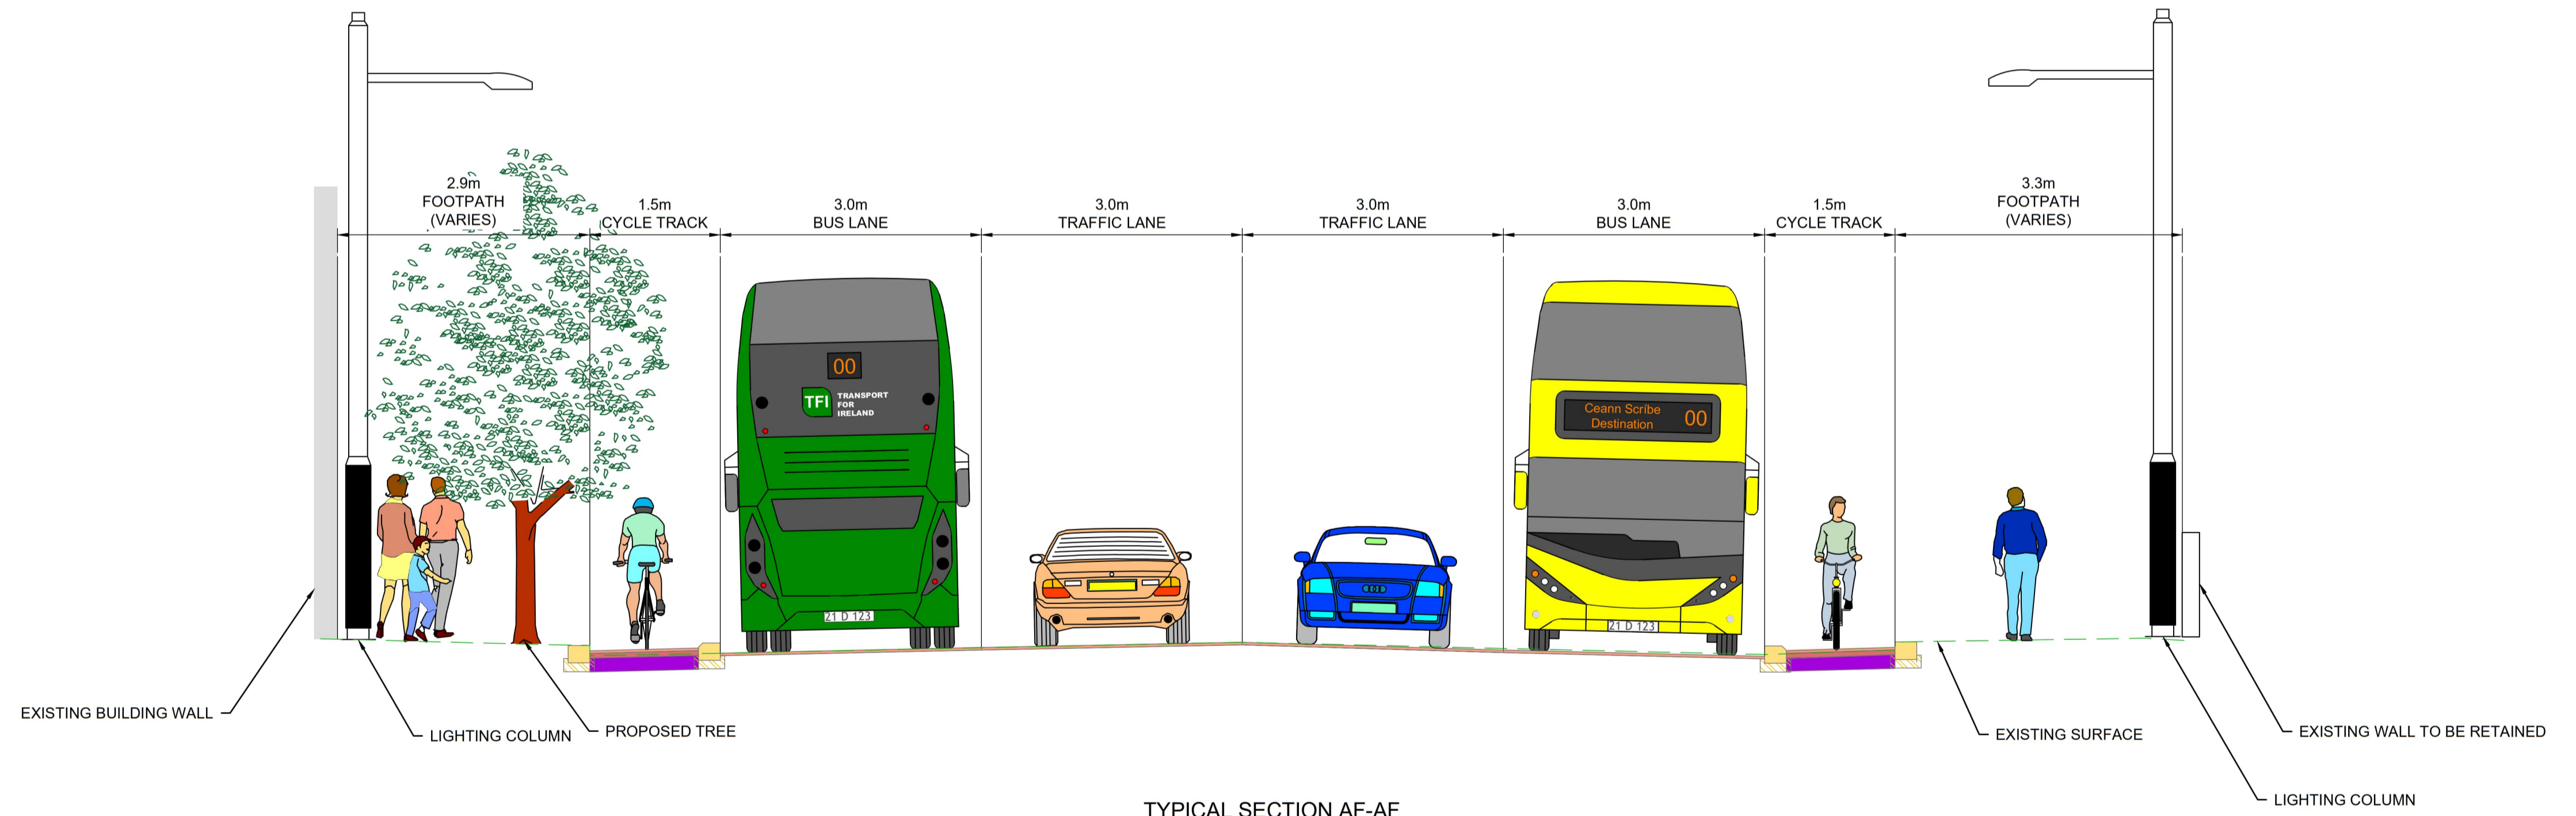 2.9m
FOOTPATH
(VARIES)
1.5m
CYCLE TRACK
3.0m
BUS LANE
3.0m
TRAFFIC LANE
3.0m
TRAFFIC LANE
3.0m
BUS LANE
1.5m
CYCLE TRACK
3.3m
FOOTPATH
(VARIES)
00
TFI
TRANSPORT
FOR
IRELAND
21 D 123
Ceann Scríbe
Destination
00
21 D 123
EXISTING BUILDING WALL
LIGHTING COLUMN
PROPOSED TREE
EXISTING SURFACE
EXISTING WALL TO BE RETAINED
LIGHTING COLUMN
TYPICAL SECTION AF-AF